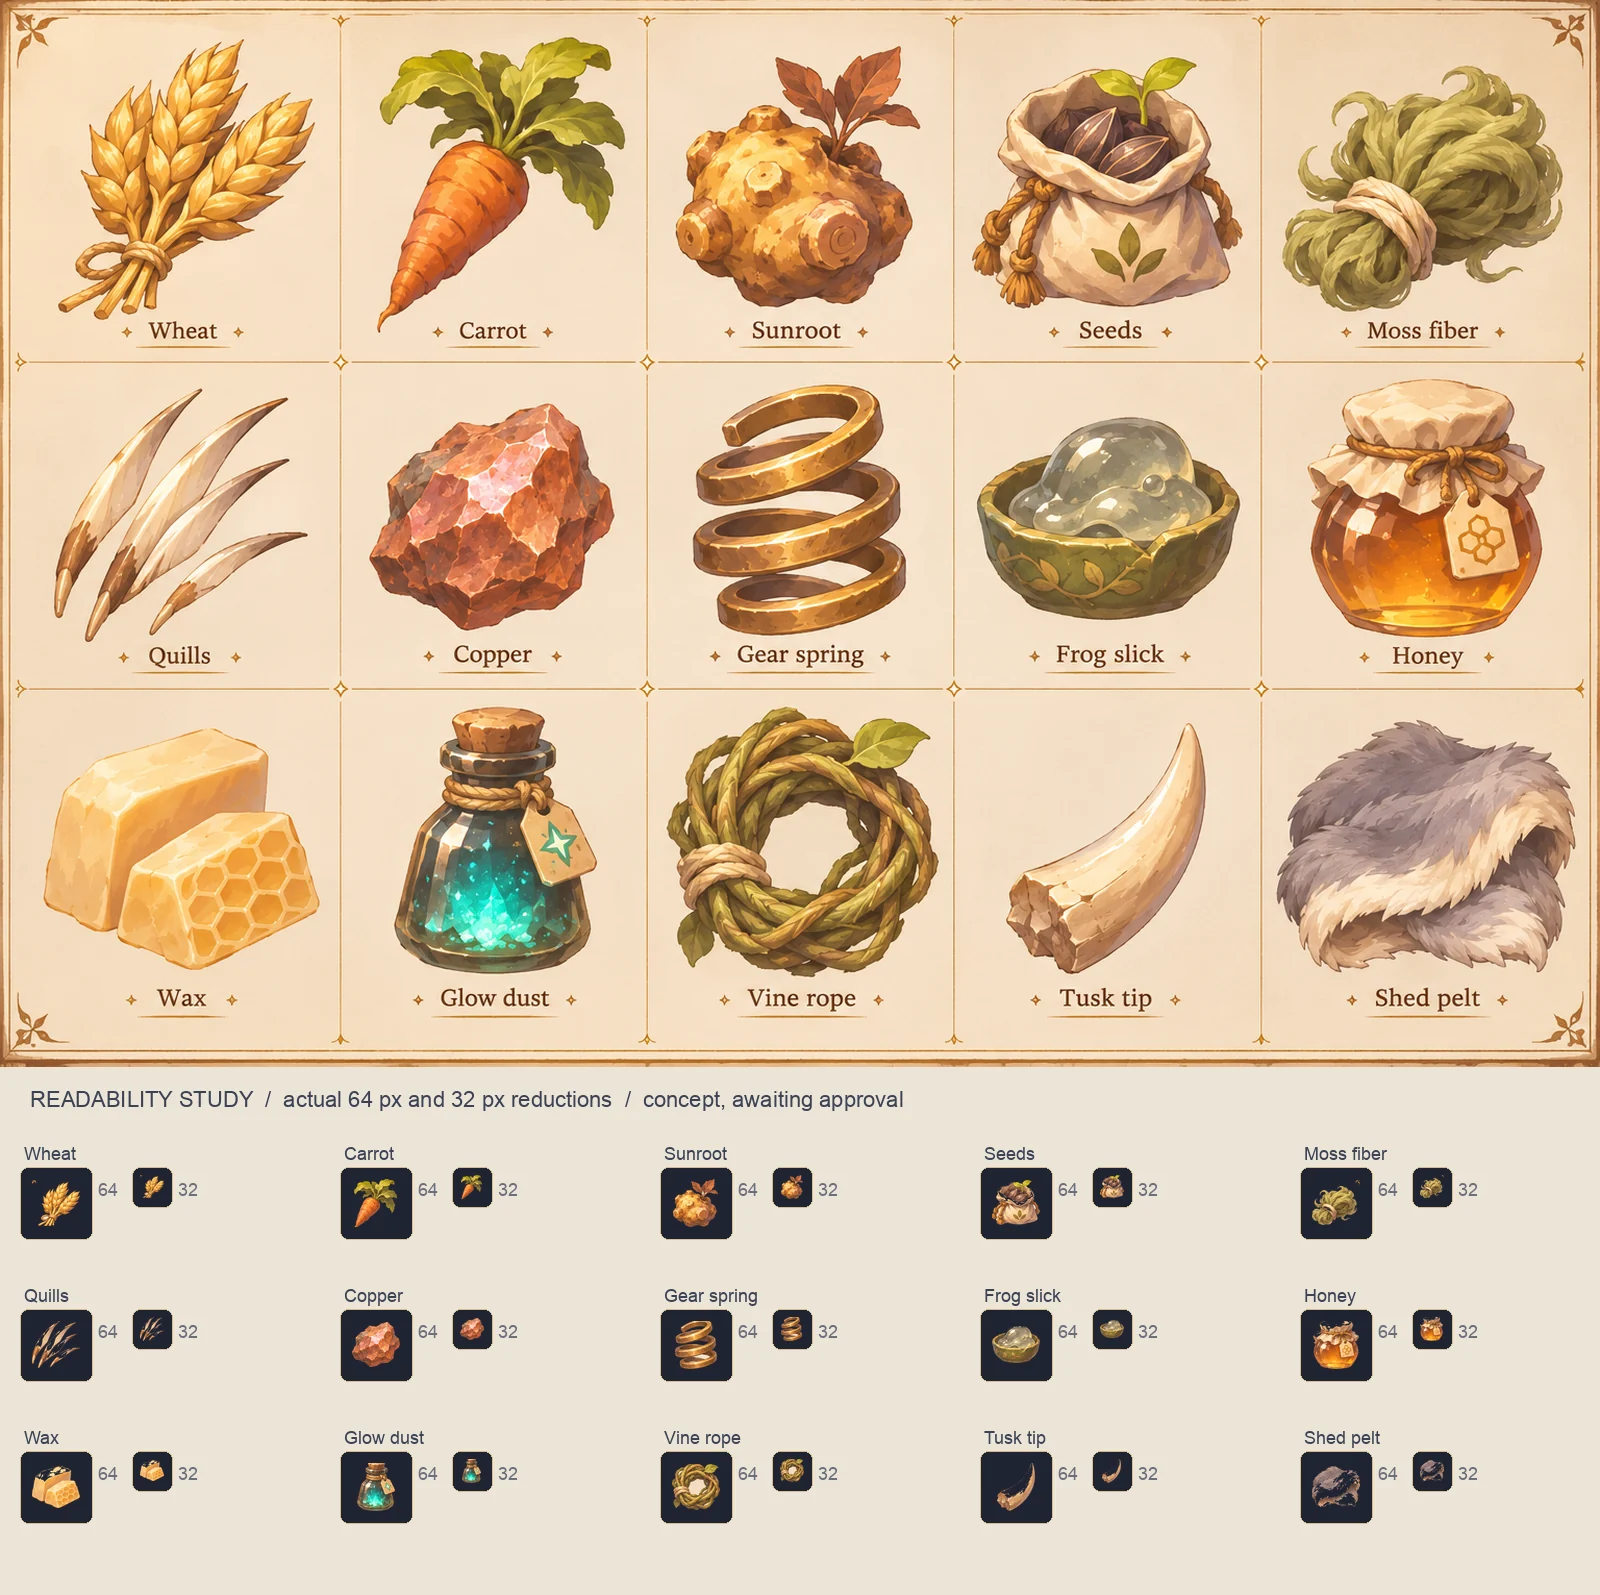 Wheat
Carrot
Sunroot
Seeds
Moss fiber
Quills
Copper
Gear spring
Frog slick
Honey
Wax
Glow dust
Vine rope
Tusk tip
Shed pelt
READABILITY STUDY / actual 64 px and 32 px reductions / concept, awaiting approval
Wheat
64 32
Carrot
64 32
Sunroot
64 32
Seeds
64 32
Moss fiber
64 32
Quills
64 32
Copper
64 32
Gear spring
64 32
Frog slick
64 32
Honey
64 32
Wax
64 32
Glow dust
64 32
Vine rope
64 32
Tusk tip
64 32
Shed pelt
64 32